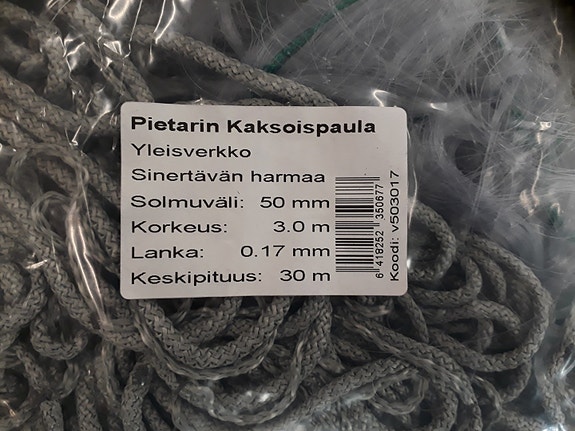 Pietarin Kaksoispaula
Yleisverkko
Sinertävän harmaa
Solmuväli: 50 mm
Korkeus: 3.0 m
Lanka: 0.17 mm
Keskipituus: 30 m
6 418252 350677
Koodi: v503017